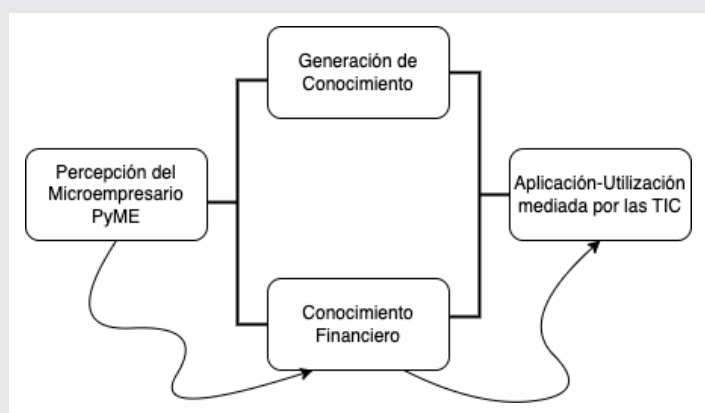 Generación de
Conocimiento
Percepción del
Microempresario
PyME
Aplicación-Utilización
mediada por las TIC
Conocimiento
Financiero